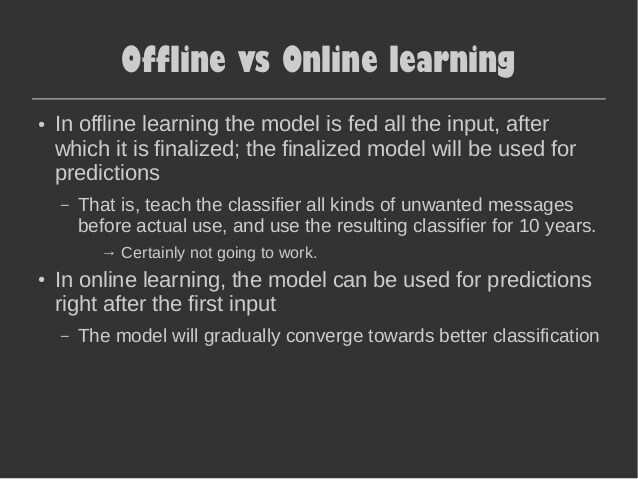 Offline vs Online learning
● In offline learning the model is fed all the input, after
which it is finalized; the finalized model will be used for
predictions
– That is, teach the classifier all kinds of unwanted messages
before actual use, and use the resulting classifier for 10 years.
→ Certainly not going to work.
● In online learning, the model can be used for predictions
right after the first input
– The model will gradually converge towards better classification